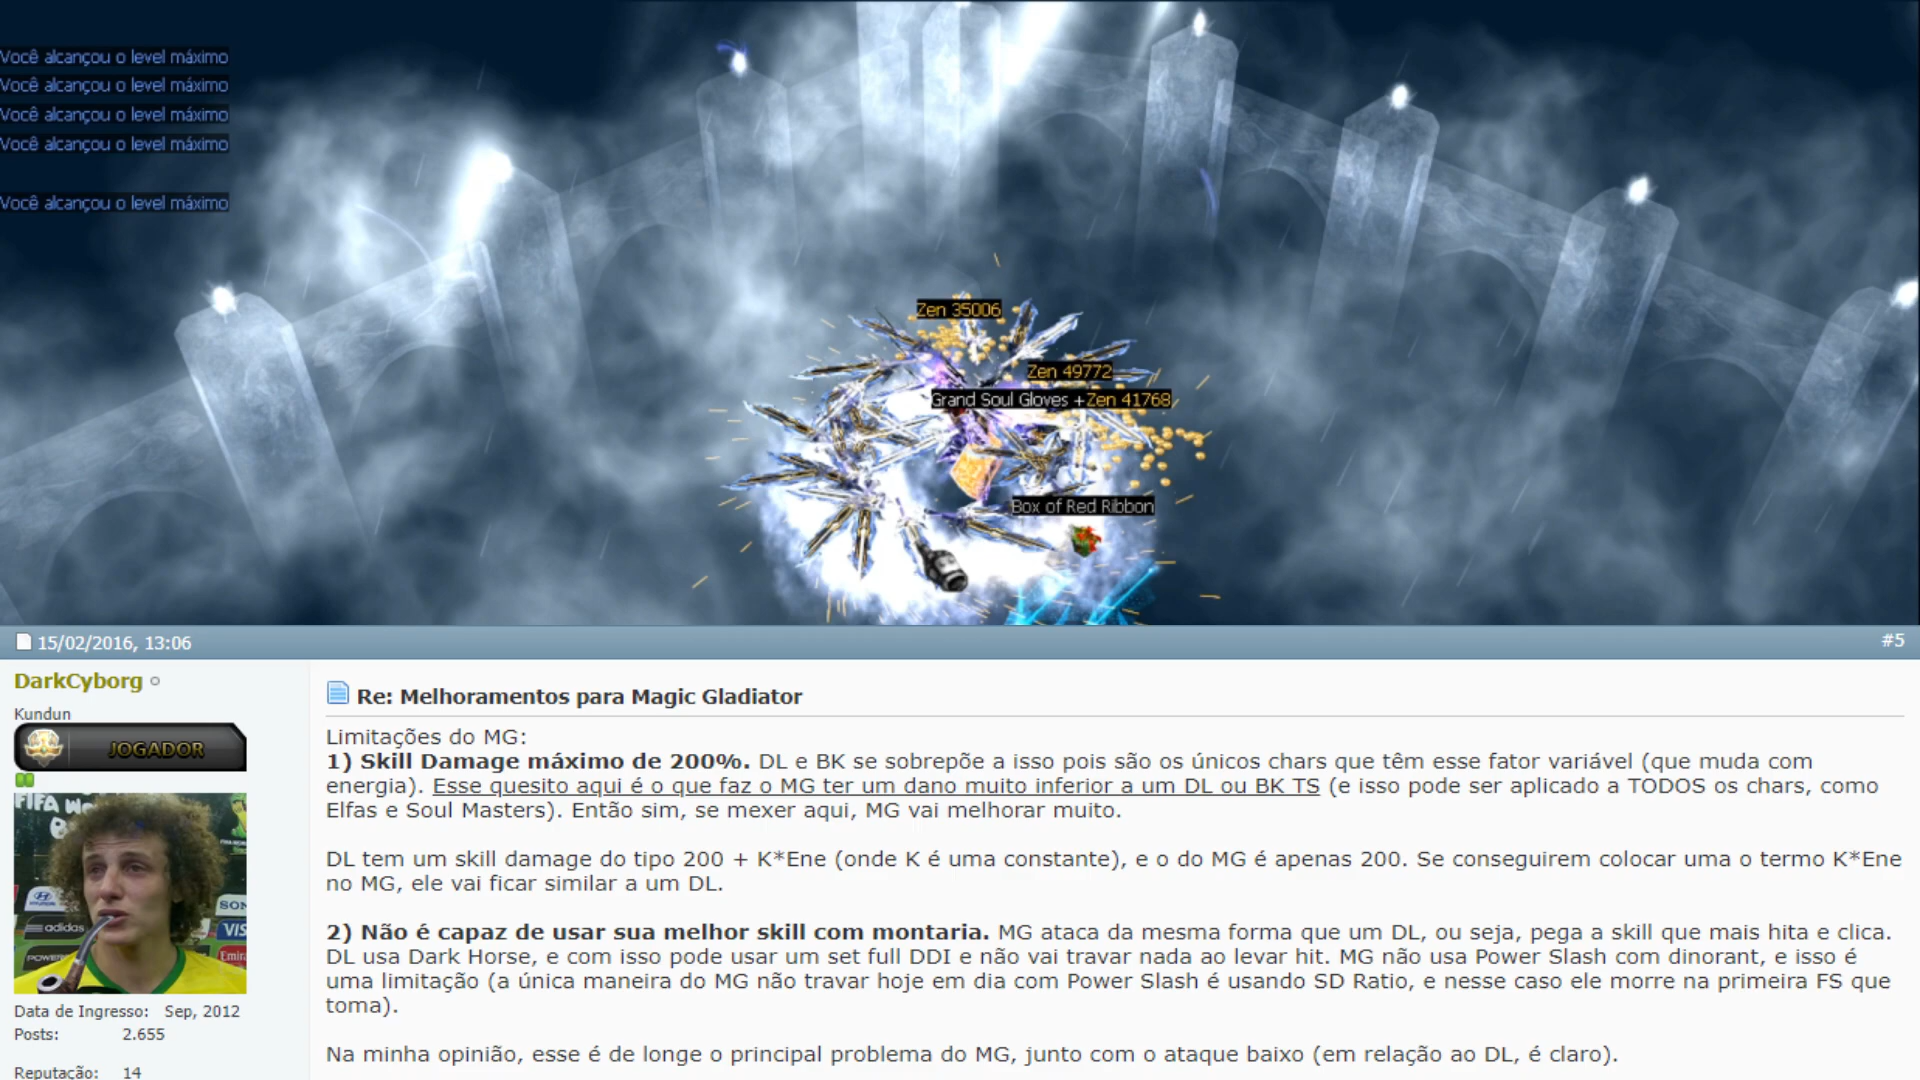 Você alcançou o level máximo
Você alcançou o level máximo
Você alcançou o level máximo
Você alcançou o level máximo
Você alcançou o level máximo
Zen 35006
Zen 49772
Grand Soul Gloves +Zen 41768
Box of Red Ribbon
15/02/2016, 13:06
#5
DarkCyborg
Kundun
JOGADOR
FIFA W
adidas
SON
VIS
Emira
POWER
Data de Ingresso: Sep, 2012
Posts: 2.655
Reputação: 14
Re: Melhoramentos para Magic Gladiator
Limitações do MG:
1) Skill Damage máximo de 200%. DL e BK se sobrepõe a isso pois são os únicos chars que têm esse fator variável (que muda com
energia). Esse quesito aqui é o que faz o MG ter um dano muito inferior a um DL ou BK TS (e isso pode ser aplicado a TODOS os chars, como
Elfas e Soul Masters). Então sim, se mexer aqui, MG vai melhorar muito.
DL tem um skill damage do tipo 200 + K*Ene (onde K é uma constante), e o do MG é apenas 200. Se conseguirem colocar uma o termo K*Ene
no MG, ele vai ficar similar a um DL.
2) Não é capaz de usar sua melhor skill com montaria. MG ataca da mesma forma que um DL, ou seja, pega a skill que mais hita e clica.
DL usa Dark Horse, e com isso pode usar um set full DDI e não vai travar nada ao levar hit. MG não usa Power Slash com dinorant, e isso é
uma limitação (a única maneira do MG não travar hoje em dia com Power Slash é usando SD Ratio, e nesse caso ele morre na primeira FS que
toma).
Na minha opinião, esse é de longe o principal problema do MG, junto com o ataque baixo (em relação ao DL, é claro).